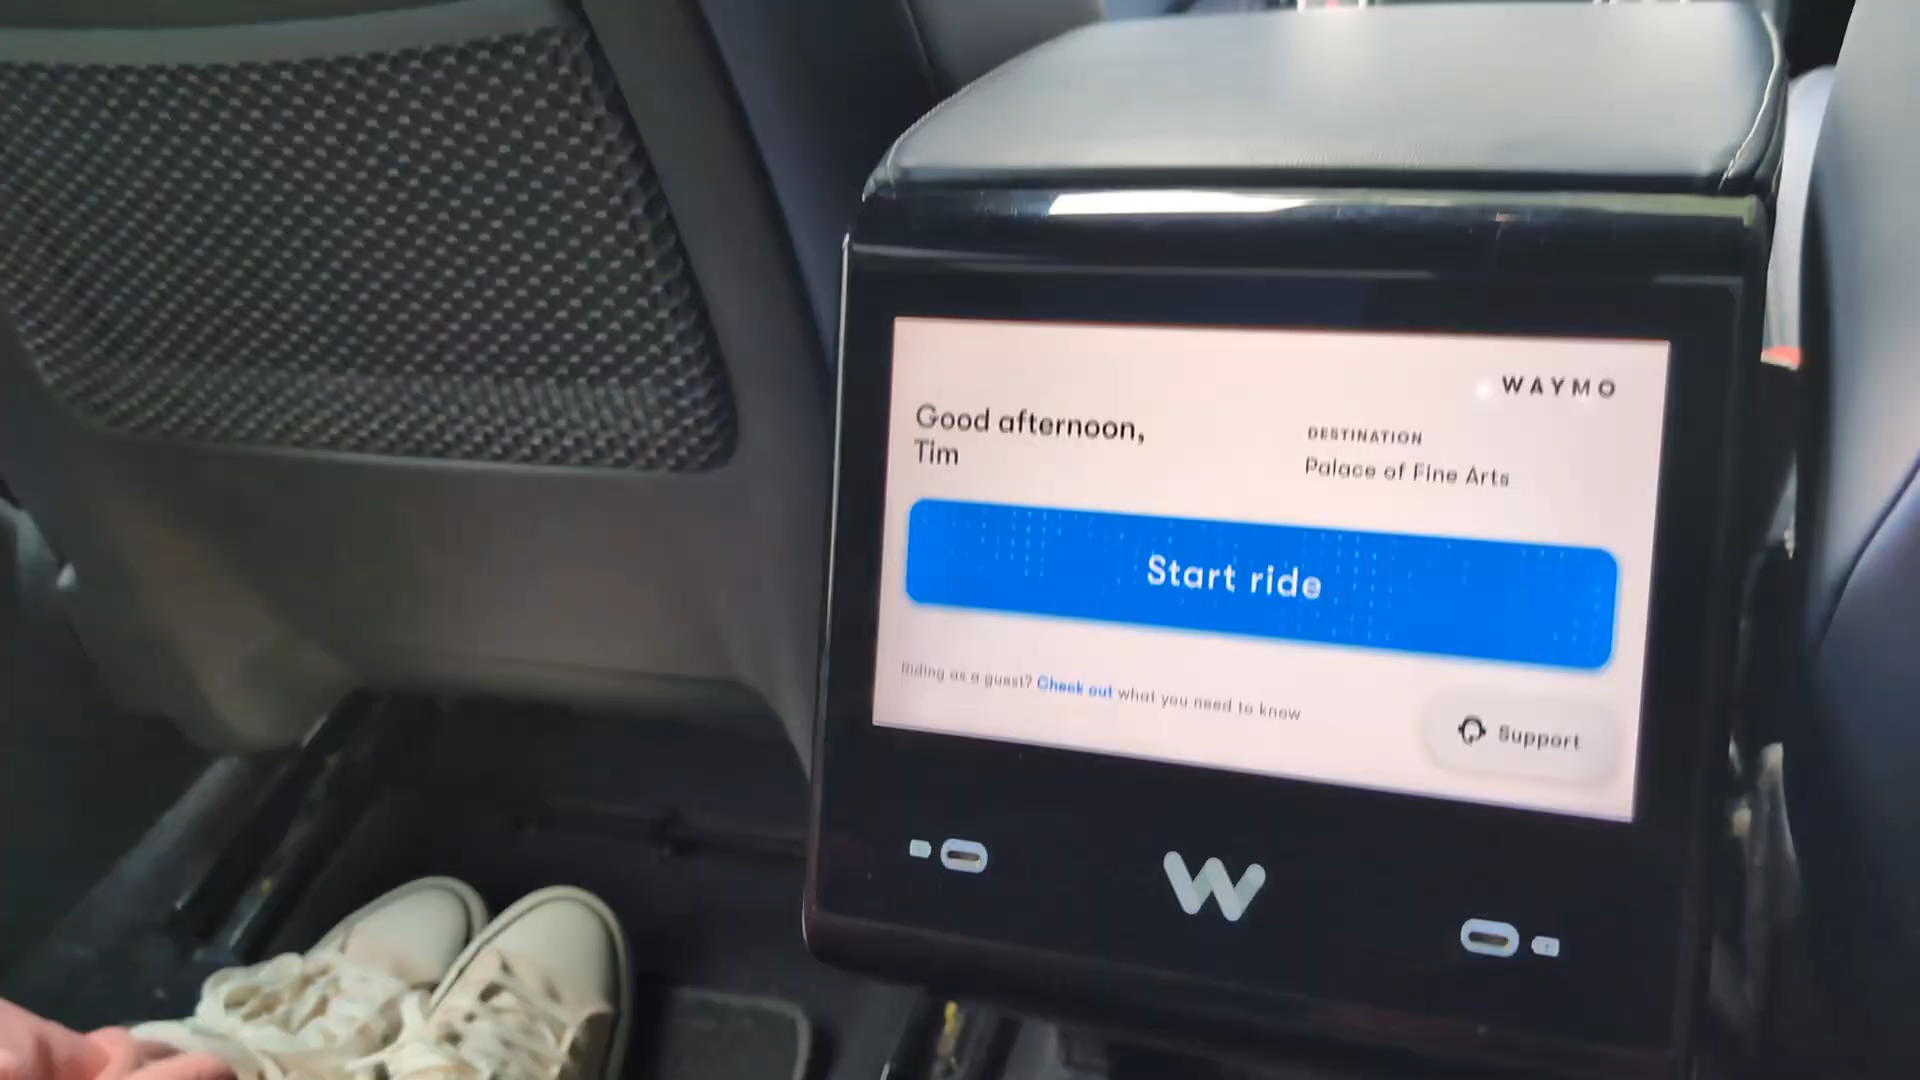 WAYMO
Good afternoon,
Tim
DESTINATION
Palace of Fine Arts
Start ride
Riding as a guest? Check out what you need to know
Support